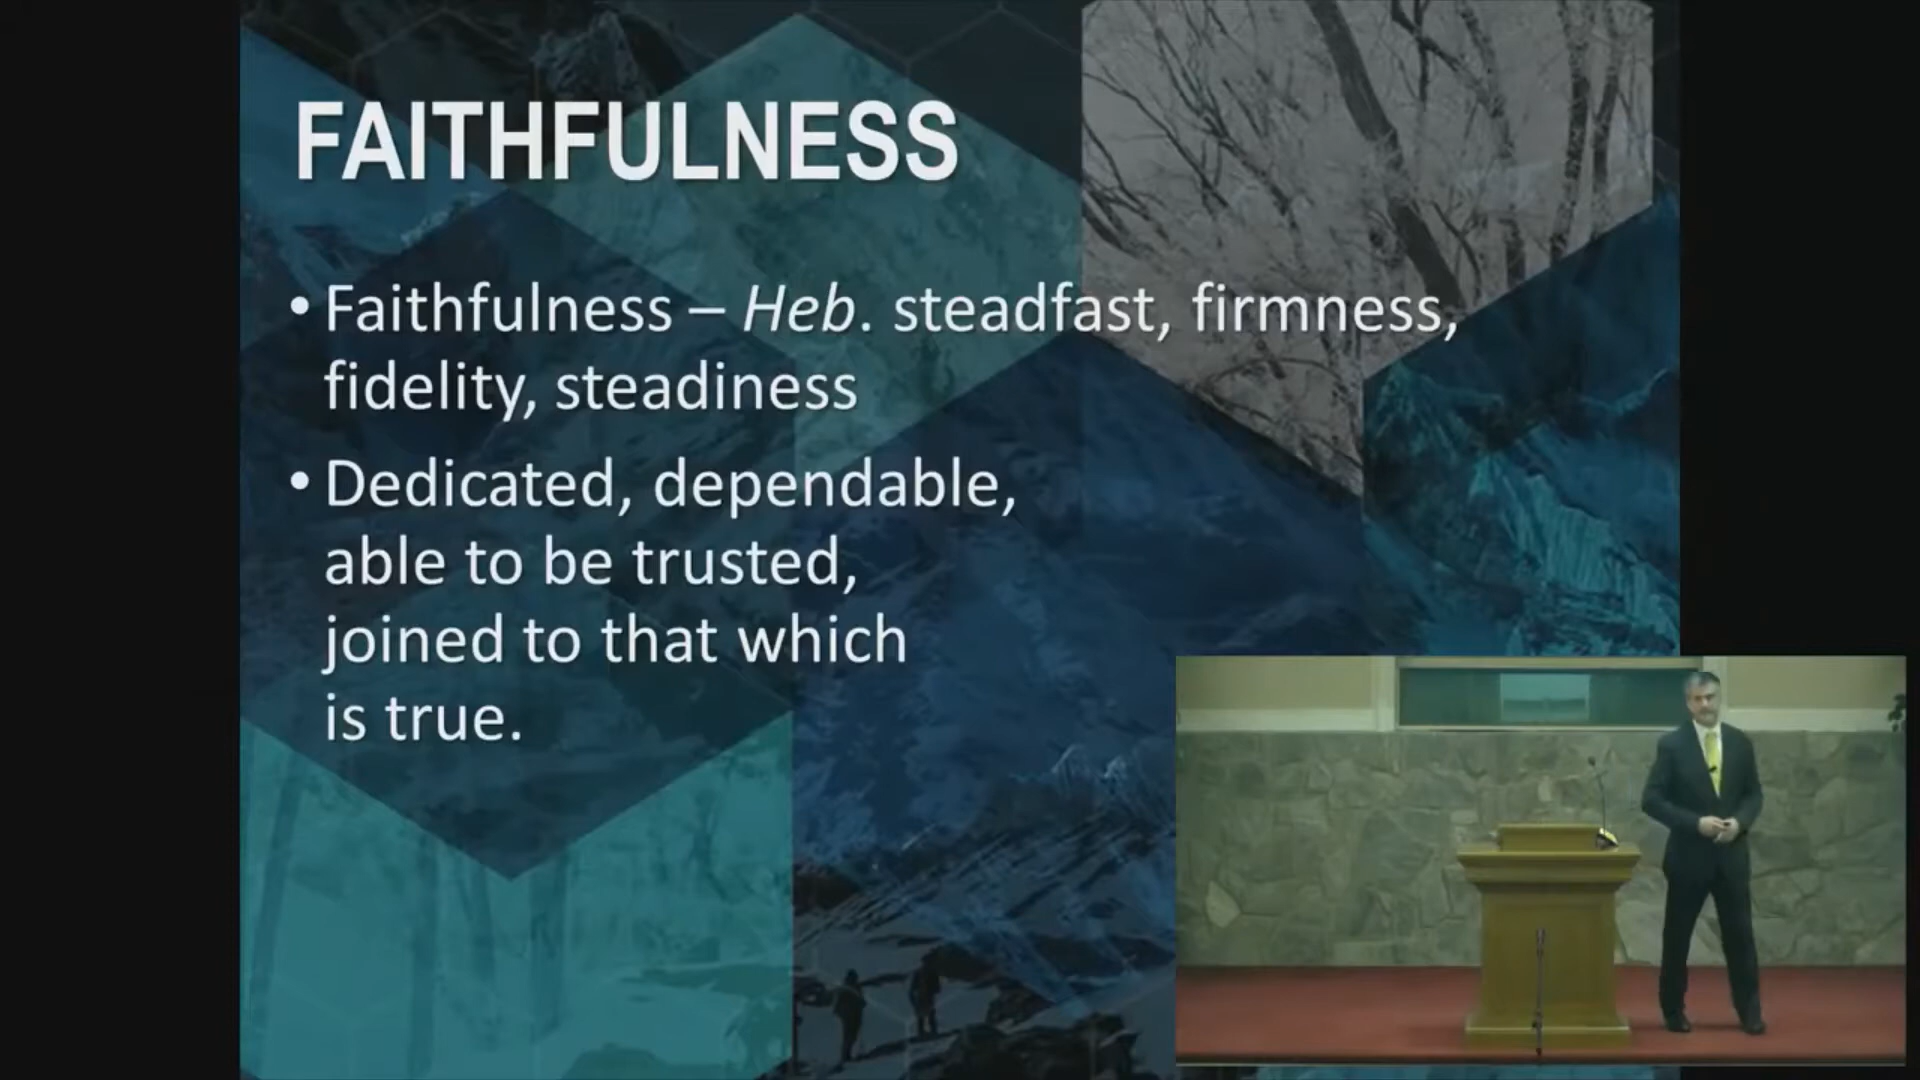 FAITHFULNESS
• Faithfulness – Heb. steadfast, firmness,
fidelity, steadiness
• Dedicated, dependable,
able to be trusted,
joined to that which
is true.